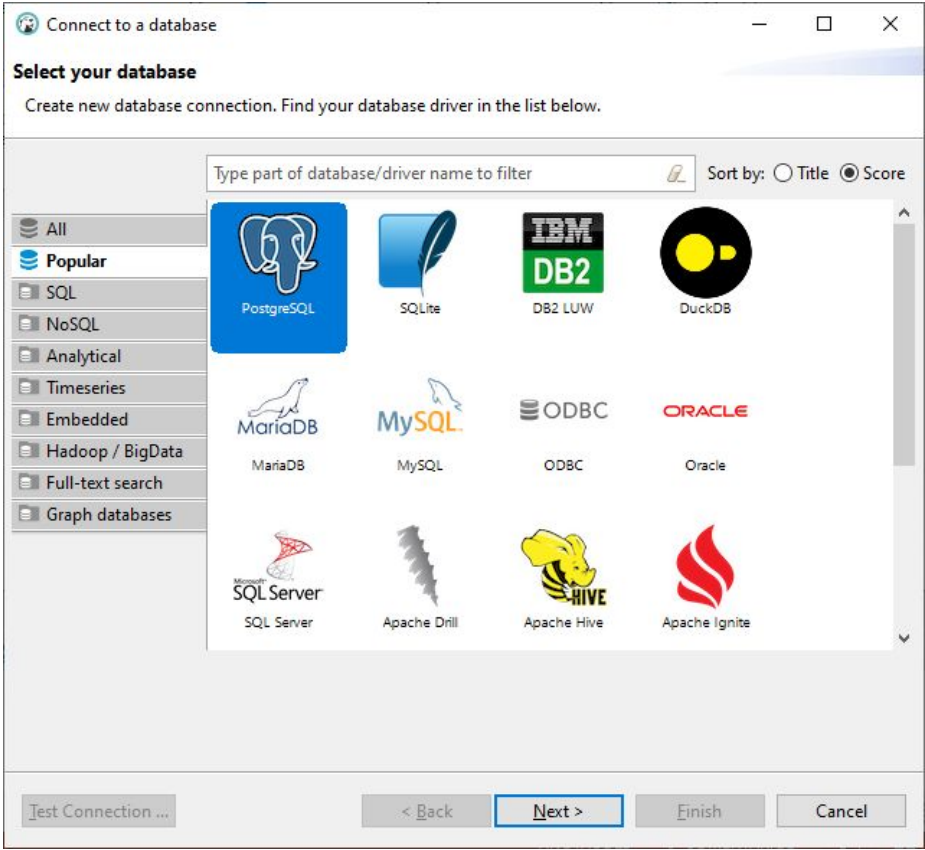 Connect to a database
Select your database
Create new database connection. Find your database driver in the list below.
Type part of database/driver name to filter
Sort by: Title Score
All
Popular
SQL
NoSQL
Analytical
Timeseries
Embedded
Hadoop / BigData
Full-text search
Graph databases
IBM
DB2
PostgreSQL SQLite DB2 LUW DuckDB
MariaDB MySQL ODBC ORACLE
MariaDB MySQL ODBC Oracle
Microsoft
SQL Server
HIVE
SQL Server Apache Drill Apache Hive Apache Ignite
Test Connection ... < Back Next > Finish Cancel